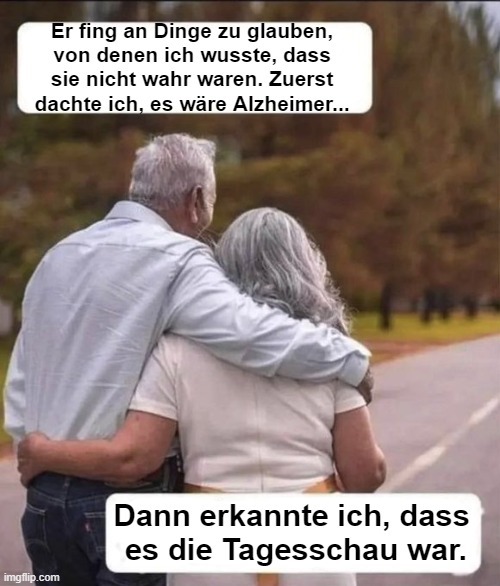 Er fing an Dinge zu glauben,
von denen ich wusste, dass
sie nicht wahr waren. Zuerst
dachte ich, es wäre Alzheimer...
Dann erkannte ich, dass
es die Tagesschau war.
imgflip.com